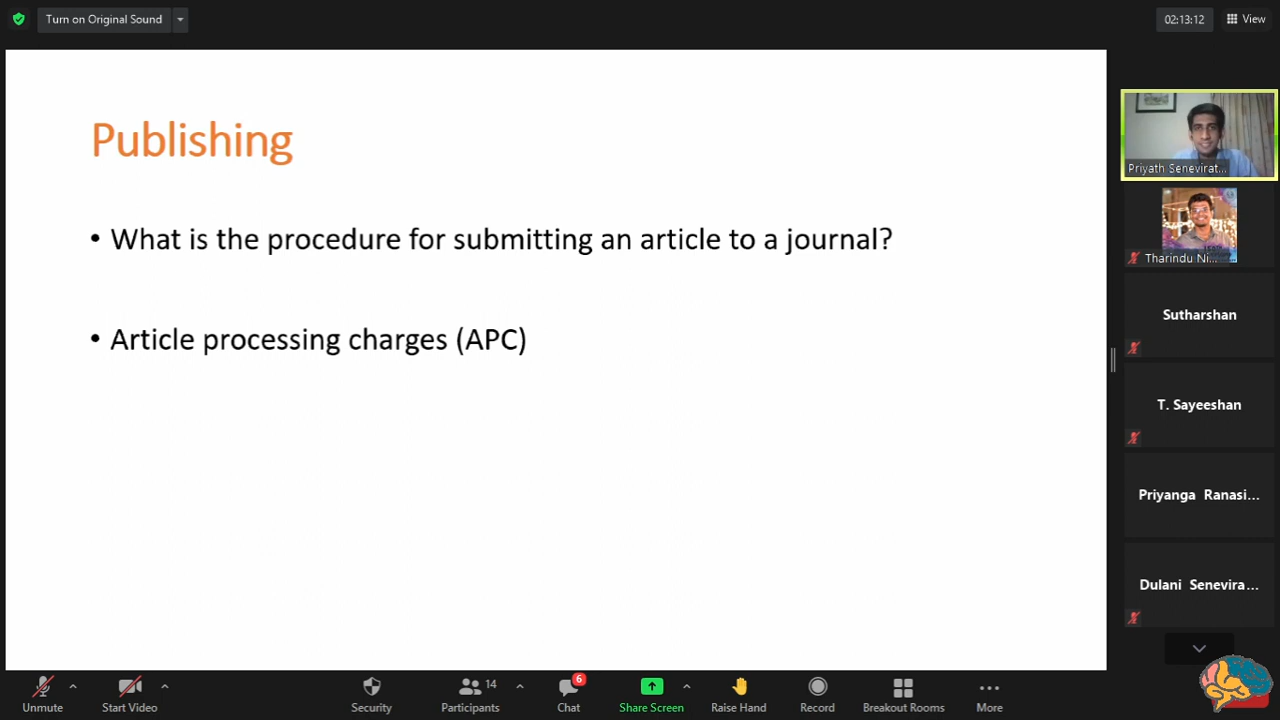 Turn on Original Sound
02:13:12
View
Publishing
• What is the procedure for submitting an article to a journal?
• Article processing charges (APC)
Priyath Senevirat...
Tharindu Ni...
Sutharshan
T. Sayeeshan
Priyanga Ranasi...
Dulani Senevira...
Unmute
Start Video
Security
14
Participants
6
Chat
Share Screen
Raise Hand
Record
Breakout Rooms
More